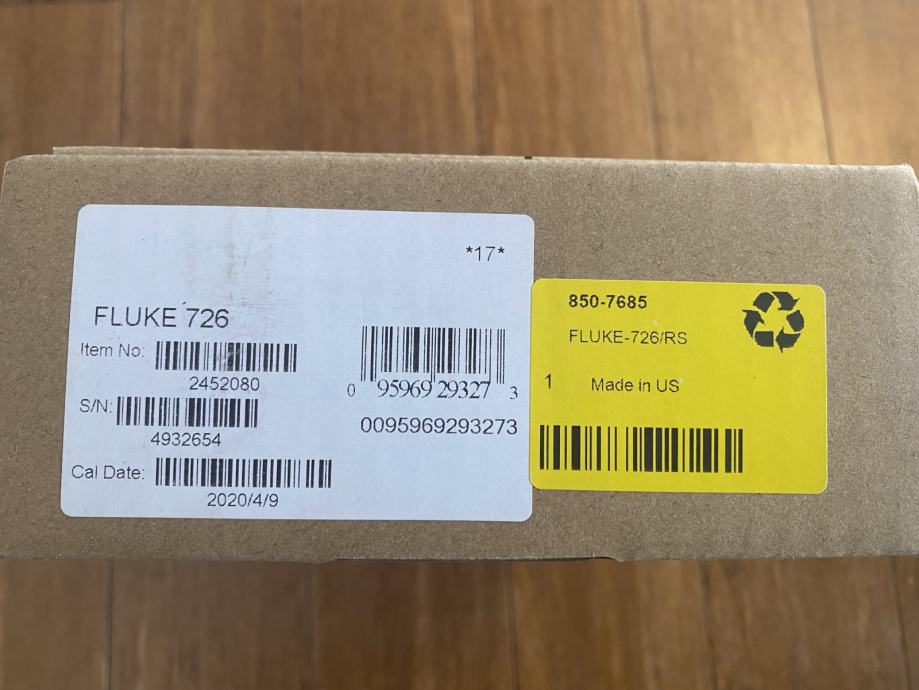 *17*
FLUKE 726
Item No:
2452080
S/N:
4932654
Cal Date:
2020/4/9
0 95969 29327 3
0095969293273
850-7685
FLUKE-726/RS
1 Made in US